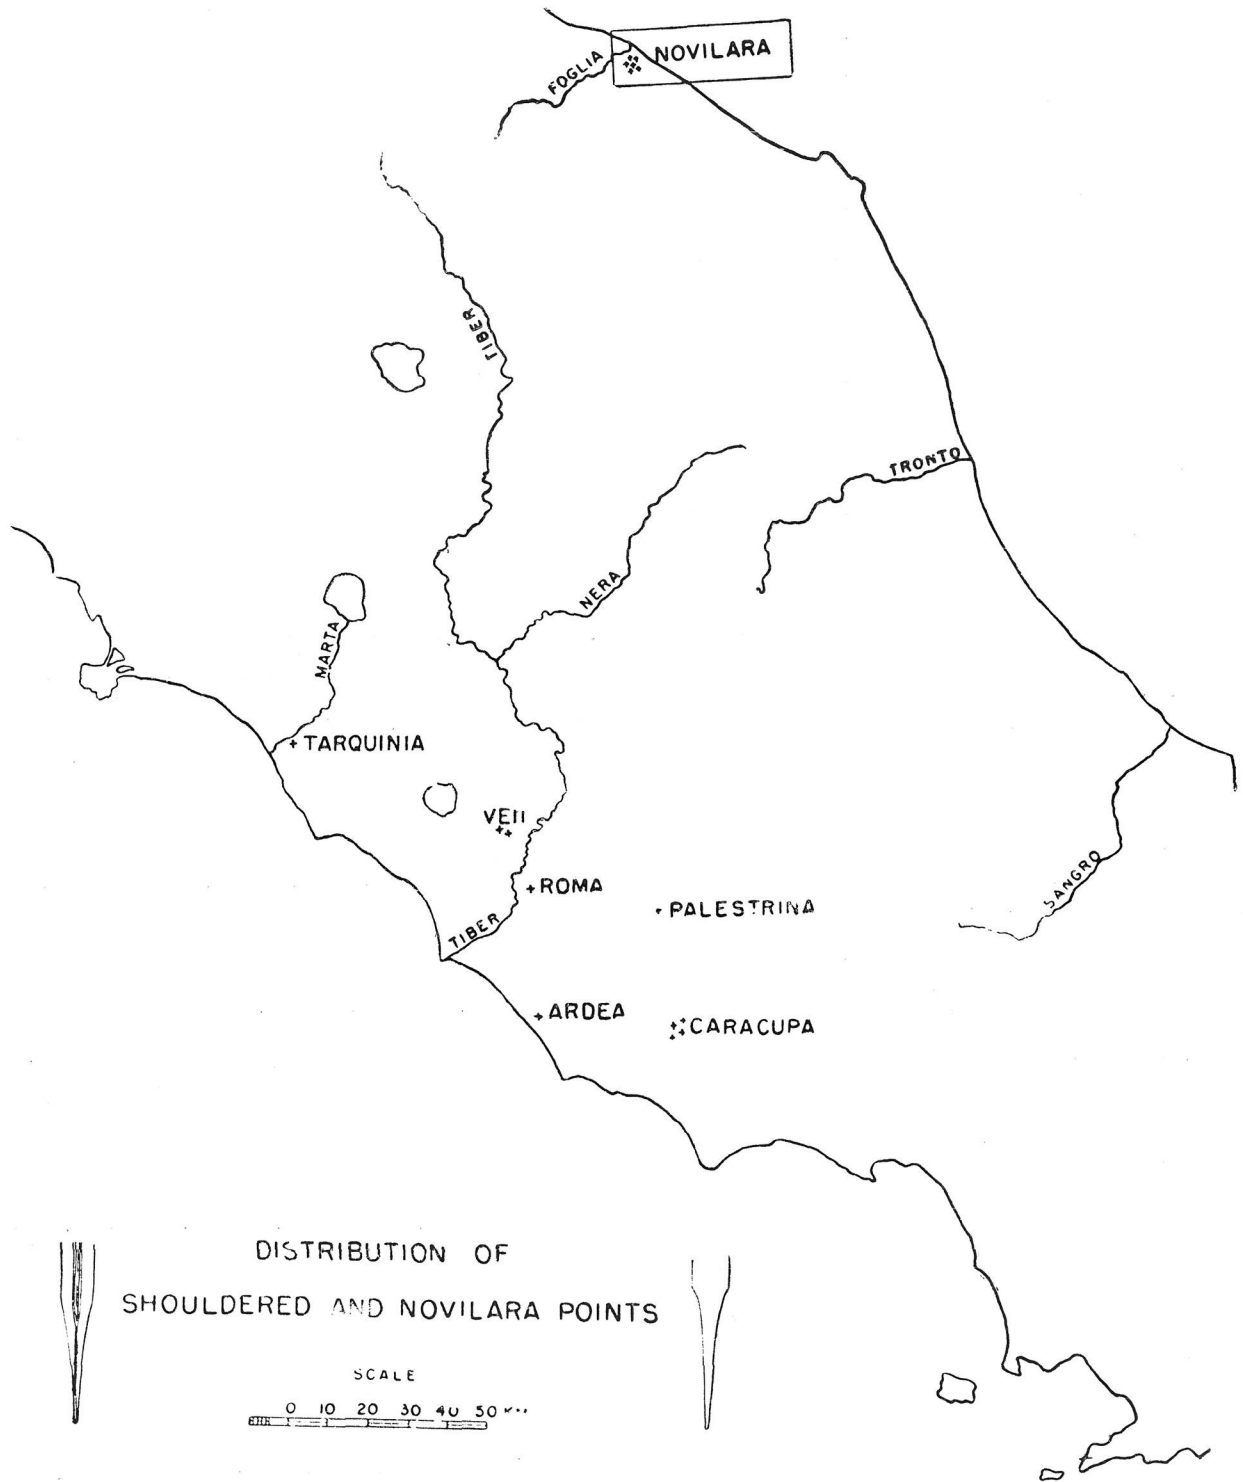 NOVILARA
FOGLIA
TIBER
TRONTO
NERA
MARTA
+ TARQUINIA
VEII
+ ROMA
SANGRO
+ PALESTRINA
TIBER
+ ARDEA
CARACUPA
DISTRIBUTION OF
SHOULDERED AND NOVILARA POINTS
SCALE
0 10 20 30 40 50